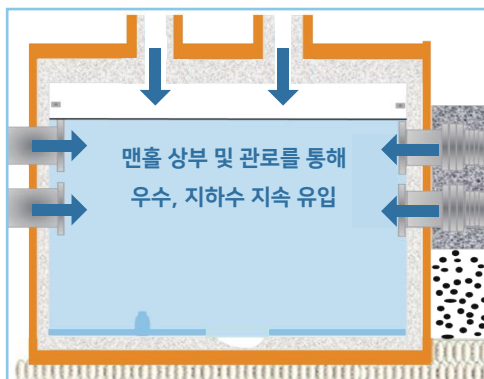 맨홀 상부 및 관로를 통해
우수, 지하수 지속 유입